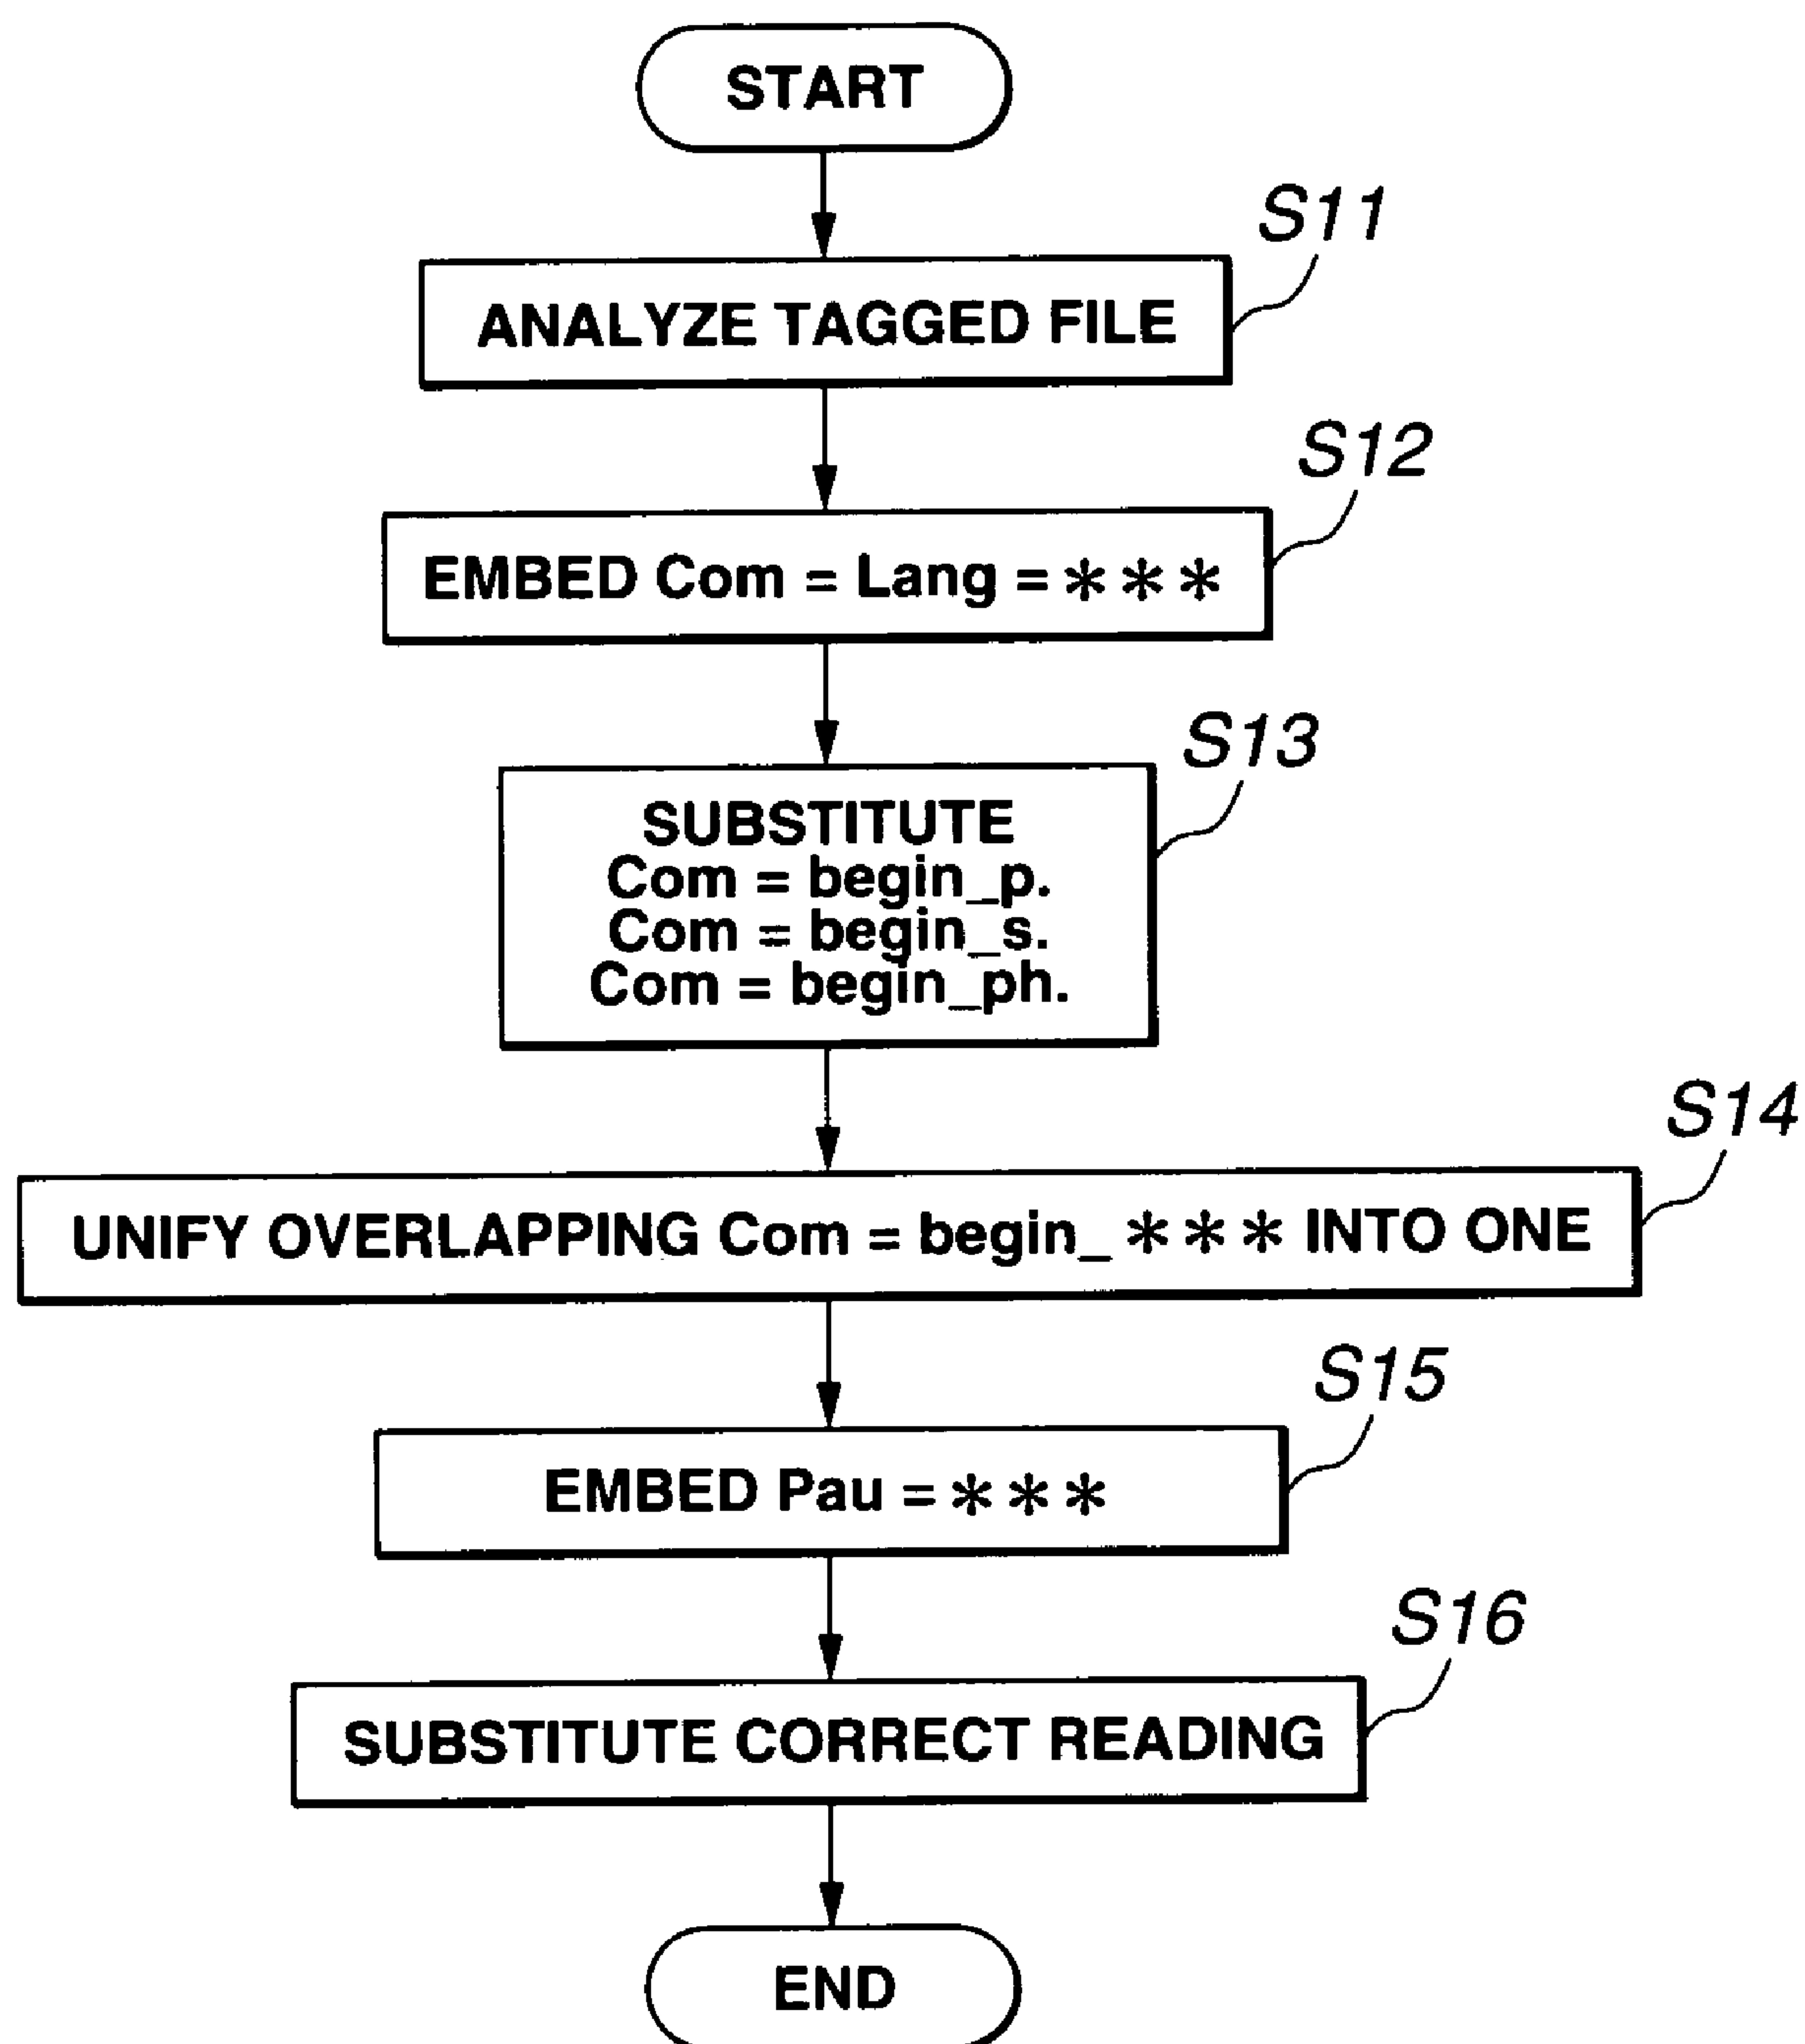 START
S11
ANALYZE TAGGED FILE
S12
EMBED Com = Lang = ＊＊＊
S13
SUBSTITUTE
Com = begin_p.
Com = begin_s.
Com = begin_ph.
S14
UNIFY OVERLAPPING Com = begin_ ＊＊＊ INTO ONE
S15
EMBED Pau = ＊＊＊
S16
SUBSTITUTE CORRECT READING
END